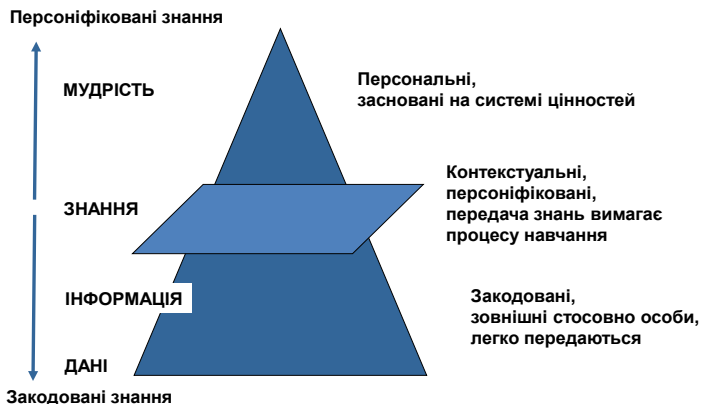 Персоніфіковані знання
МУДРІСТЬ
Персональні,
засновані на системі цінностей
ЗНАННЯ
Контекстуальні,
персоніфіковані,
передача знань вимагає
процесу навчання
ІНФОРМАЦІЯ
Закодовані,
зовнішні стосовно особи,
легко передаються
ДАНІ
Закодовані знання